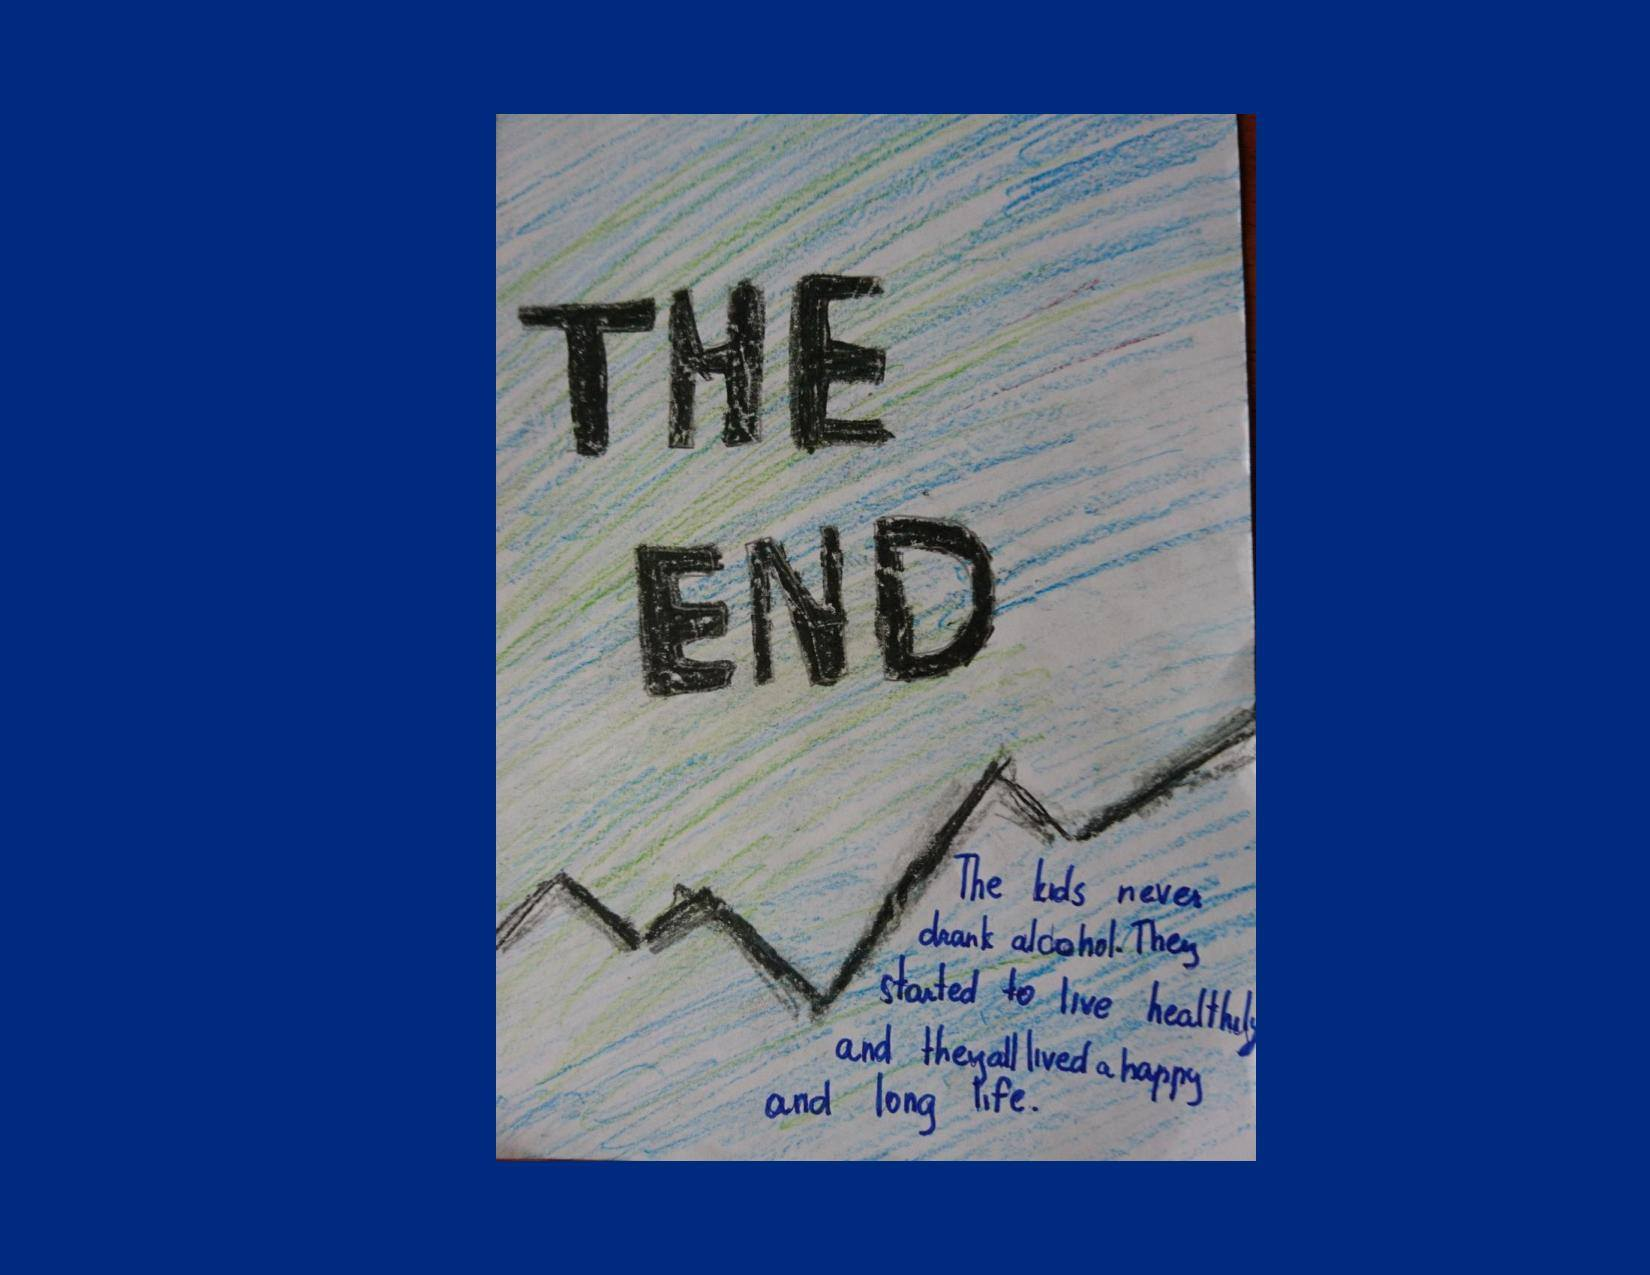 THE
END
The kids never
drank alcohol. They
started to live healthily
and they all lived a happy
and long life.